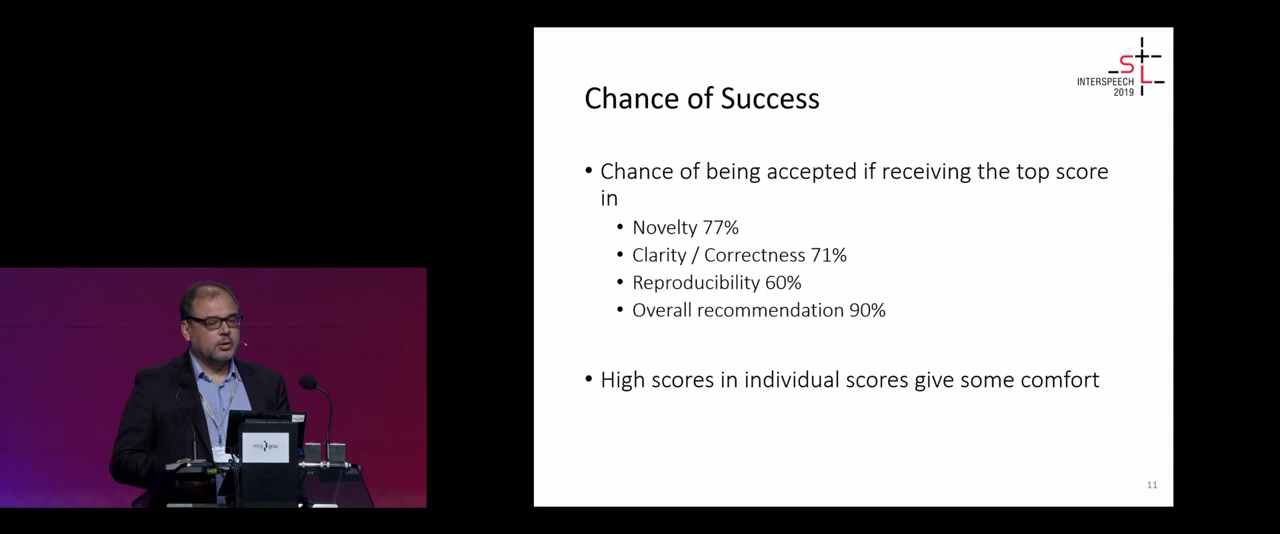 S
L
INTERSPEECH
2019
Chance of Success
• Chance of being accepted if receiving the top score
in
• Novelty 77%
• Clarity / Correctness 71%
• Reproducibility 60%
• Overall recommendation 90%
• High scores in individual scores give some comfort
11